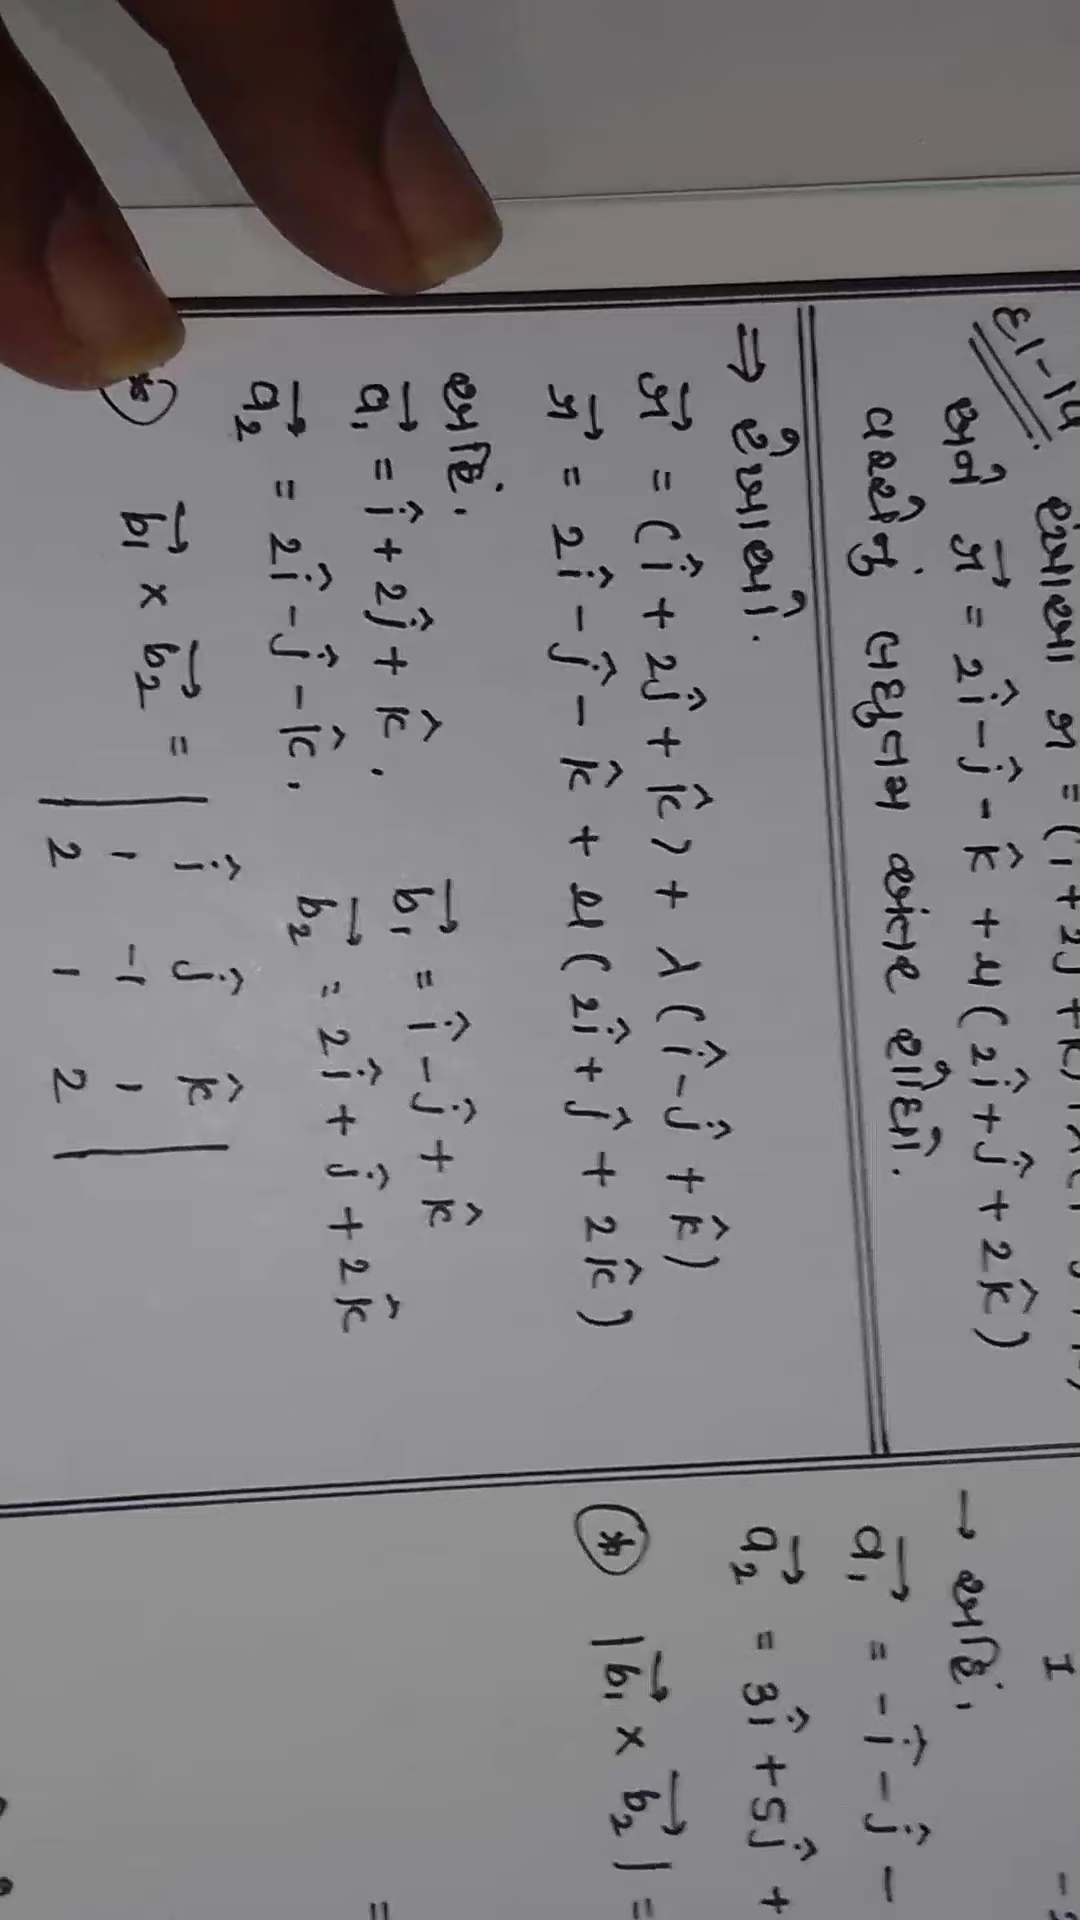 દા-14 રેખાઓ r = (î + 2ĵ + k̂) + λ(
અને r⃗ = 2î - ĵ - k̂ + μ(2î + ĵ + 2k̂)
વચ્ચેનું લઘુત્તમ અંતર શોધો.
⇒ રેખાઓ.
r⃗ = (î + 2ĵ + k̂) + λ(î - ĵ + k̂)
r⃗ = 2î - ĵ - k̂ + μ(2î + ĵ + 2k̂)
અહિં,
a⃗₁ = î + 2ĵ + k̂, b⃗₁ = î - ĵ + k̂
a⃗₂ = 2î - ĵ - k̂, b⃗₂ = 2î + ĵ + 2k̂
* b⃗₁ × b⃗₂ = | î ĵ k̂ |
1 -1 1
2 1 2
I
→ અહિં,
a⃗₁ = -î - ĵ -
a⃗₂ = 3î + 5ĵ +
* |b⃗₁ × b⃗₂| =
=